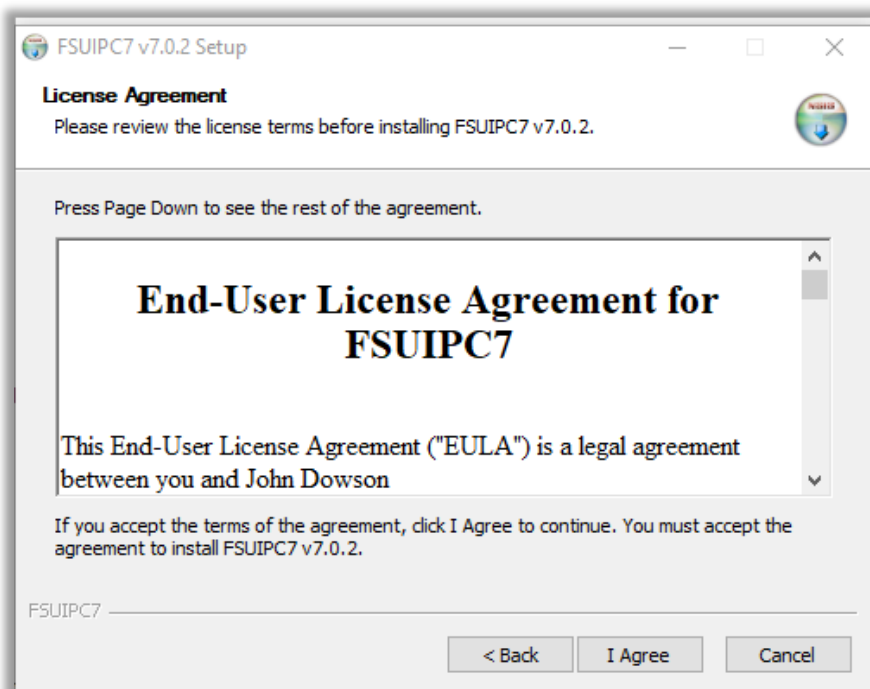 FSUIPC7 v7.0.2 Setup
License Agreement
Please review the license terms before installing FSUIPC7 v7.0.2.
Press Page Down to see the rest of the agreement.
End-User License Agreement for
FSUIPC7
This End-User License Agreement ("EULA") is a legal agreement
between you and John Dowson
If you accept the terms of the agreement, click I Agree to continue. You must accept the
agreement to install FSUIPC7 v7.0.2.
FSUIPC7
< Back
I Agree
Cancel